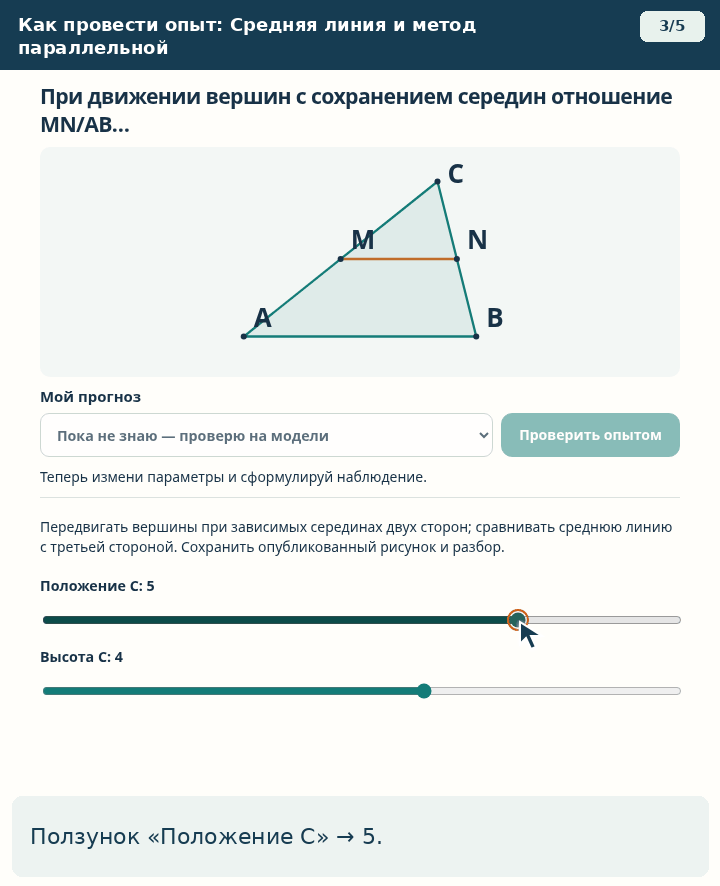 Как провести опыт: Средняя линия и метод
параллельной
3/5
При движении вершин с сохранением середин отношение
MN/AB...
C
M
N
A
B
Мой прогноз
Пока не знаю — проверю на модели
Проверить опытом
Теперь измени параметры и сформулируй наблюдение.
Передвигать вершины при зависимых серединах двух сторон; сравнивать среднюю линию
с третьей стороной. Сохранить опубликованный рисунок и разбор.
Положение C: 5
Высота C: 4
Ползунок «Положение C» → 5.